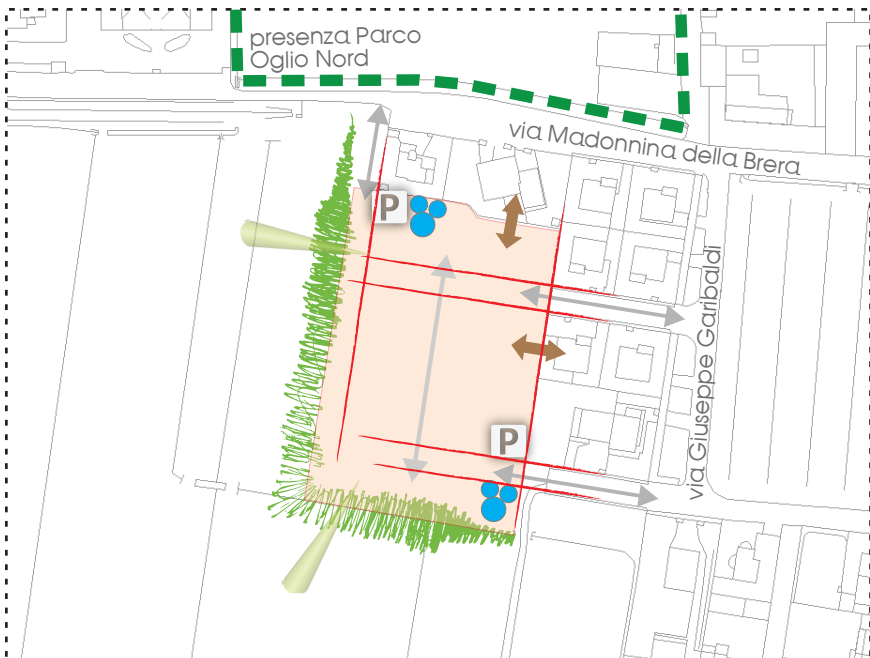 presenza Parco
Oglio Nord
via Madonnina della Brera
P
via Giuseppe Garibaldi
P